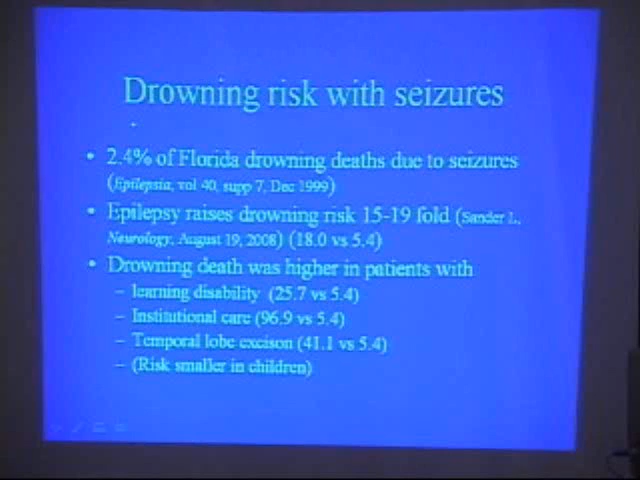 Drowning risk with seizures
• 2.4% of Florida drowning deaths due to seizures
(Epilepsia, vol 40, supp 7, Dec 1999)
• Epilepsy raises drowning risk 15-19 fold (Sander L.
Neurology, August 19, 2008) (18.0 vs 5.4)
• Drowning death was higher in patients with
– learning disability (25.7 vs 5.4)
– Institutional care (96.9 vs 5.4)
– Temporal lobe excison (41.1 vs 5.4)
– (Risk smaller in children)